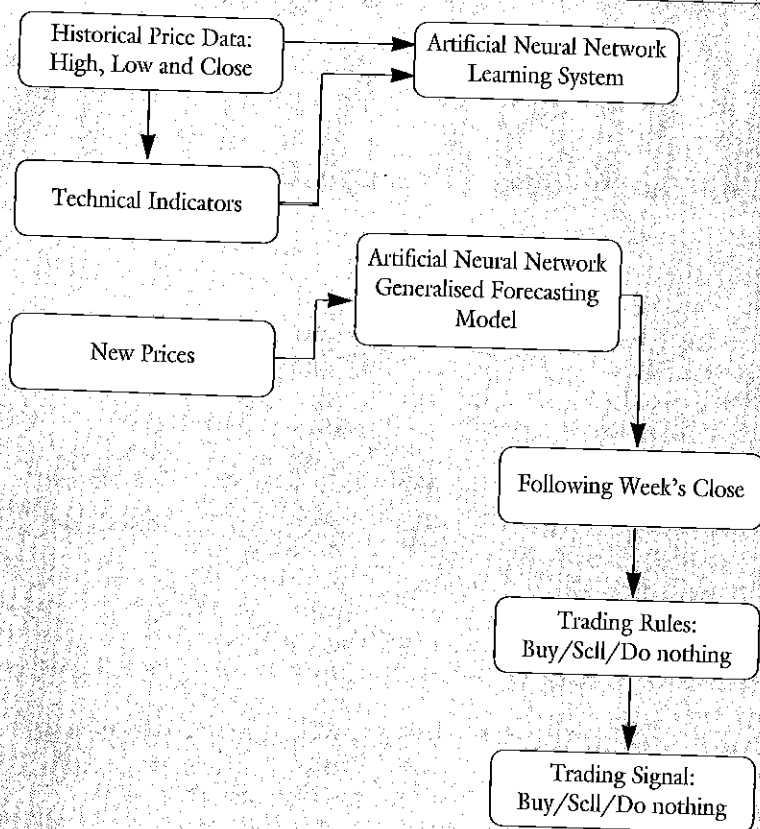 Historical Price Data:
High, Low and Close
Artificial Neural Network
Learning System
Technical Indicators
Artificial Neural Network
Generalised Forecasting
Model
New Prices
Following Week's Close
Trading Rules:
Buy/Sell/Do nothing
Trading Signal:
Buy/Sell/Do nothing